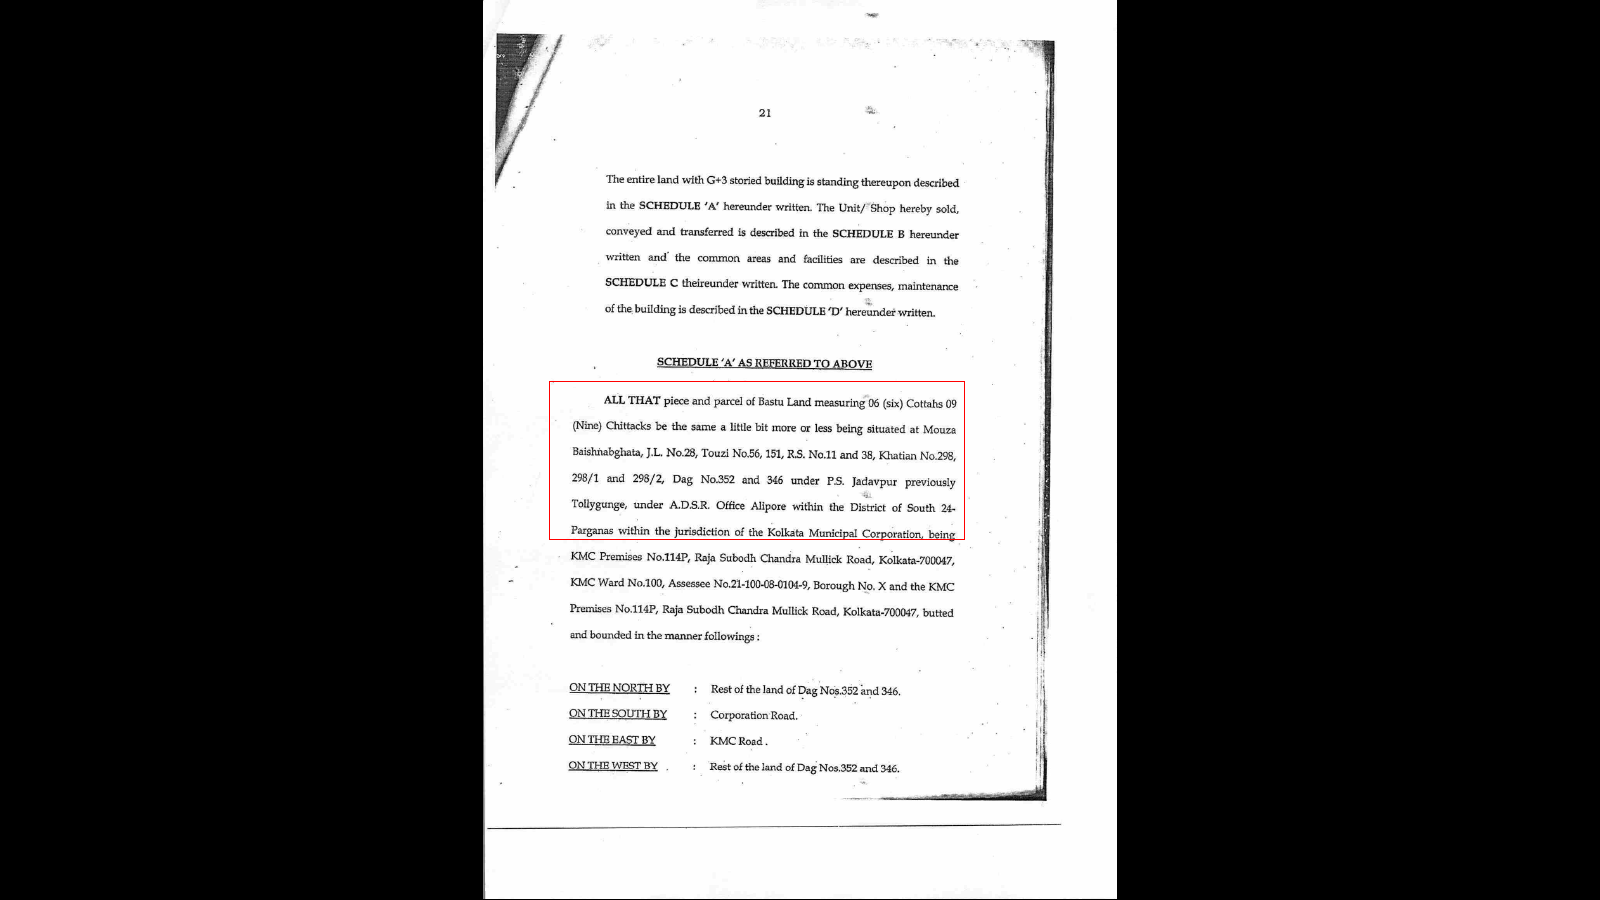 21
The entire land with G+3 storied building is standing thereupon described
in the SCHEDULE 'A' hereunder written. The Unit/ Shop hereby sold,
conveyed and transferred is described in the SCHEDULE B hereunder
written and the common areas and facilities are described in the
SCHEDULE C theireunder written. The common expenses, maintenance
of the building is described in the SCHEDULE 'D' hereunder written.
SCHEDULE 'A' AS REFERRED TO ABOVE
ALL THAT piece and parcel of Bastu Land measuring 06 (six) Cottahs 09
(Nine) Chittacks be the same a little bit more or less being situated at Mouza
Baishnabghata, J.L. No.28, Touzi No.56, 151, R.S. No.11 and 38, Khatian No.298,
298/1 and 298/2, Dag No.352 and 346 under P.S. Jadavpur previously
Tollygunge, under A.D.S.R. Office Alipore within the District of South 24-
Parganas within the jurisdiction of the Kolkata Municipal Corporation, being
KMC Premises No.114P, Raja Subodh Chandra Mullick Road, Kolkata-700047,
KMC Ward No.100, Assessee No.21-100-08-0104-9, Borough No. X and the KMC
Premises No.114P, Raja Subodh Chandra Mullick Road, Kolkata-700047, butted
and bounded in the manner followings :
ON THE NORTH BY : Rest of the land of Dag Nos.352 and 346.
ON THE SOUTH BY : Corporation Road.
ON THE EAST BY : KMC Road .
ON THE WEST BY : Rest of the land of Dag Nos.352 and 346.